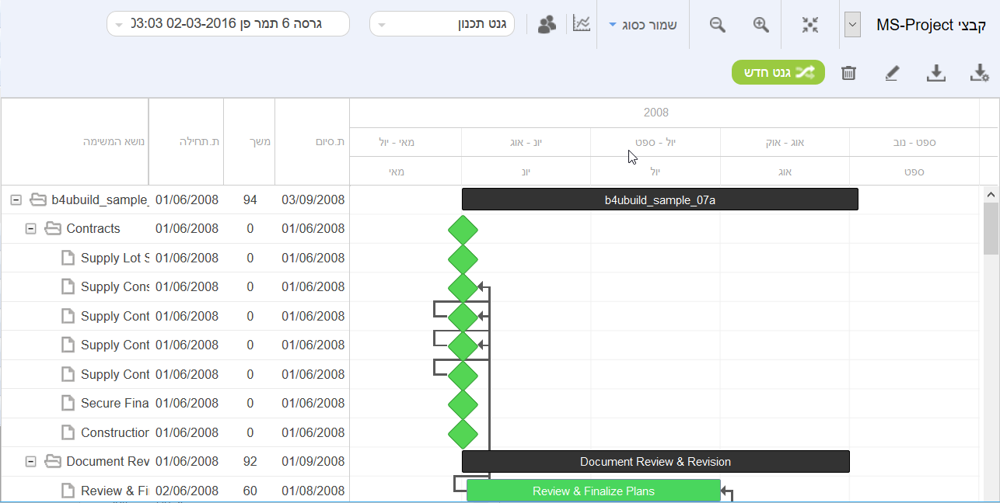 קבצי MS-Project
שמור כסוג
גנט תכנון
גרסה 6 תמר פן 02-03-2016 03:03
גנט חדש
2008
נושא המשימה ת.תחילה משך ת.סיום מאי - יול יונ - אוג יול - ספט אוג - אוק ספט - נוב
מאי יונ יול אוג ספט
b4ubuild_sample_ 01/06/2008 94 03/09/2008 b4ubuild_sample_07a
Contracts 01/06/2008 0 01/06/2008
Supply Lot S 01/06/2008 0 01/06/2008
Supply Cons 01/06/2008 0 01/06/2008
Supply Cont 01/06/2008 0 01/06/2008
Supply Cont 01/06/2008 0 01/06/2008
Supply Cont 01/06/2008 0 01/06/2008
Secure Fina 01/06/2008 0 01/06/2008
Construction 01/06/2008 0 01/06/2008
Document Rev 01/06/2008 92 01/09/2008 Document Review & Revision
Review & Fi 02/06/2008 60 01/08/2008 Review & Finalize Plans